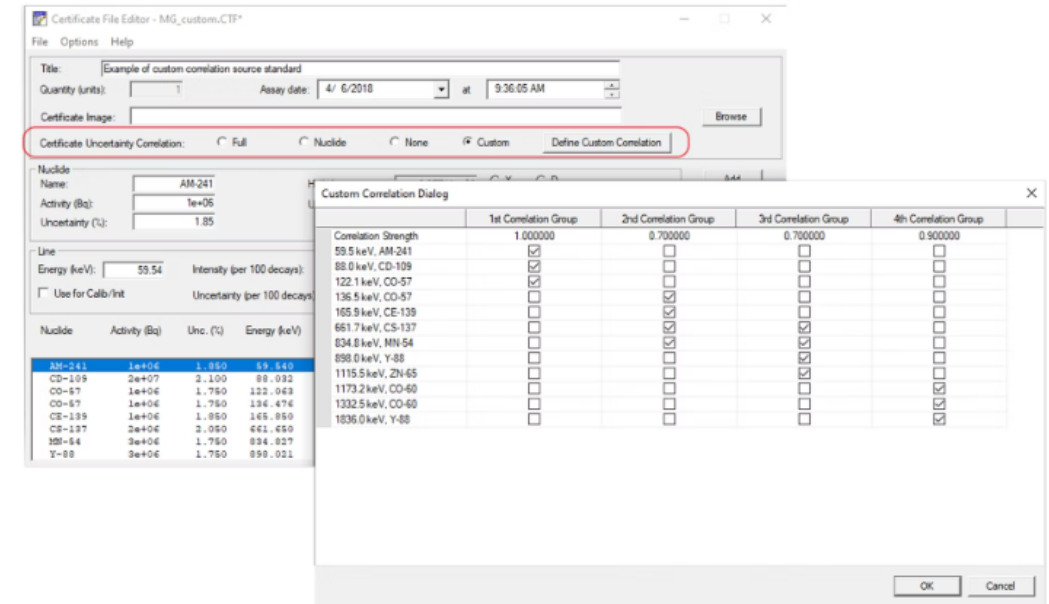 Certificate File Editor - MG_custom.CTF*
File Options Help
Title: Example of custom correlation source standard
Quantity (units): 1 Assay date: 4/ 6/2018 at 9:36:05 AM
Certificate Image: Browse
Certificate Uncertainty Correlation: Full Nuclide None Custom Define Custom Correlation
Nuclide
Name: AM-241
Activity (Bq): 1e+06
Uncertainty (%): 1.85
Line
Energy (keV): 59.54 Intensity (per 100 decays):
Use for Calib/Init Uncertainty (per 100 decays)
Nuclide Activity (Bq) Unc. (%) Energy (keV)
AM-241 1e+06 1.850 59.540
CD-109 2e+07 2.100 88.032
CO-57 1e+06 1.750 122.063
CO-57 1e+06 1.750 136.476
CE-139 1e+06 1.850 165.850
CS-137 2e+06 2.050 661.650
MN-54 3e+06 1.750 834.827
Y-88 3e+06 1.750 898.021
Custom Correlation Dialog
1st Correlation Group 2nd Correlation Group 3rd Correlation Group 4th Correlation Group
Correlation Strength 1.000000 0.700000 0.700000 0.900000
59.5 keV, AM-241
88.0 keV, CD-109
122.1 keV, CO-57
136.5 keV, CO-57
165.9 keV, CE-139
661.7 keV, CS-137
834.8 keV, MN-54
898.0 keV, Y-88
1115.5 keV, ZN-65
1173.2 keV, CO-60
1332.5 keV, CO-60
1836.0 keV, Y-88
OK Cancel